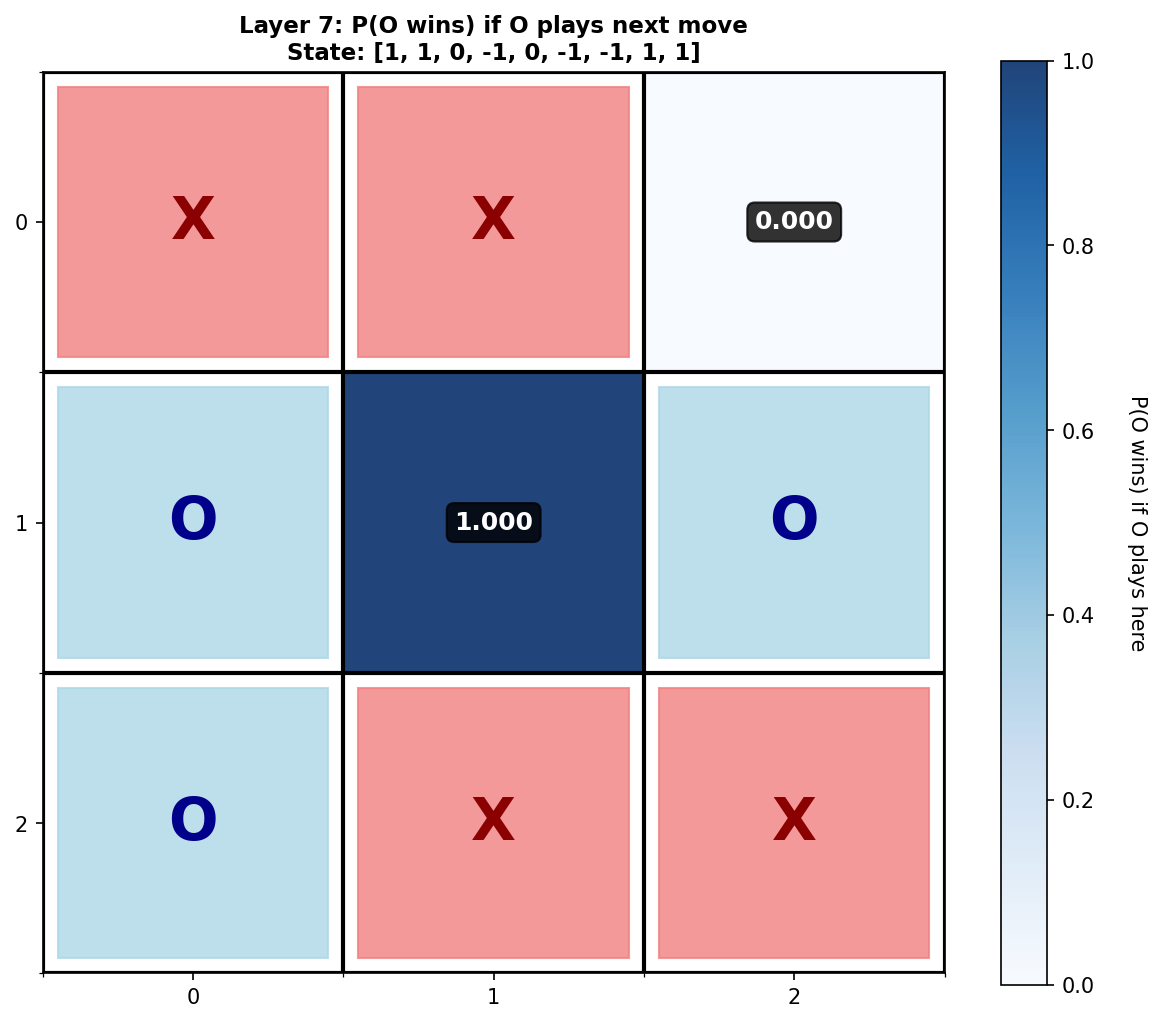 Layer 7: P(O wins) if O plays next move
State: [1, 1, 0, -1, 0, -1, -1, 1, 1]
1.0
0.8
0.6
0.4
0.2
0.0
P(O wins) if O plays here
0
X
X
0.000
1
O
1.000
O
2
O
X
X
0
1
2